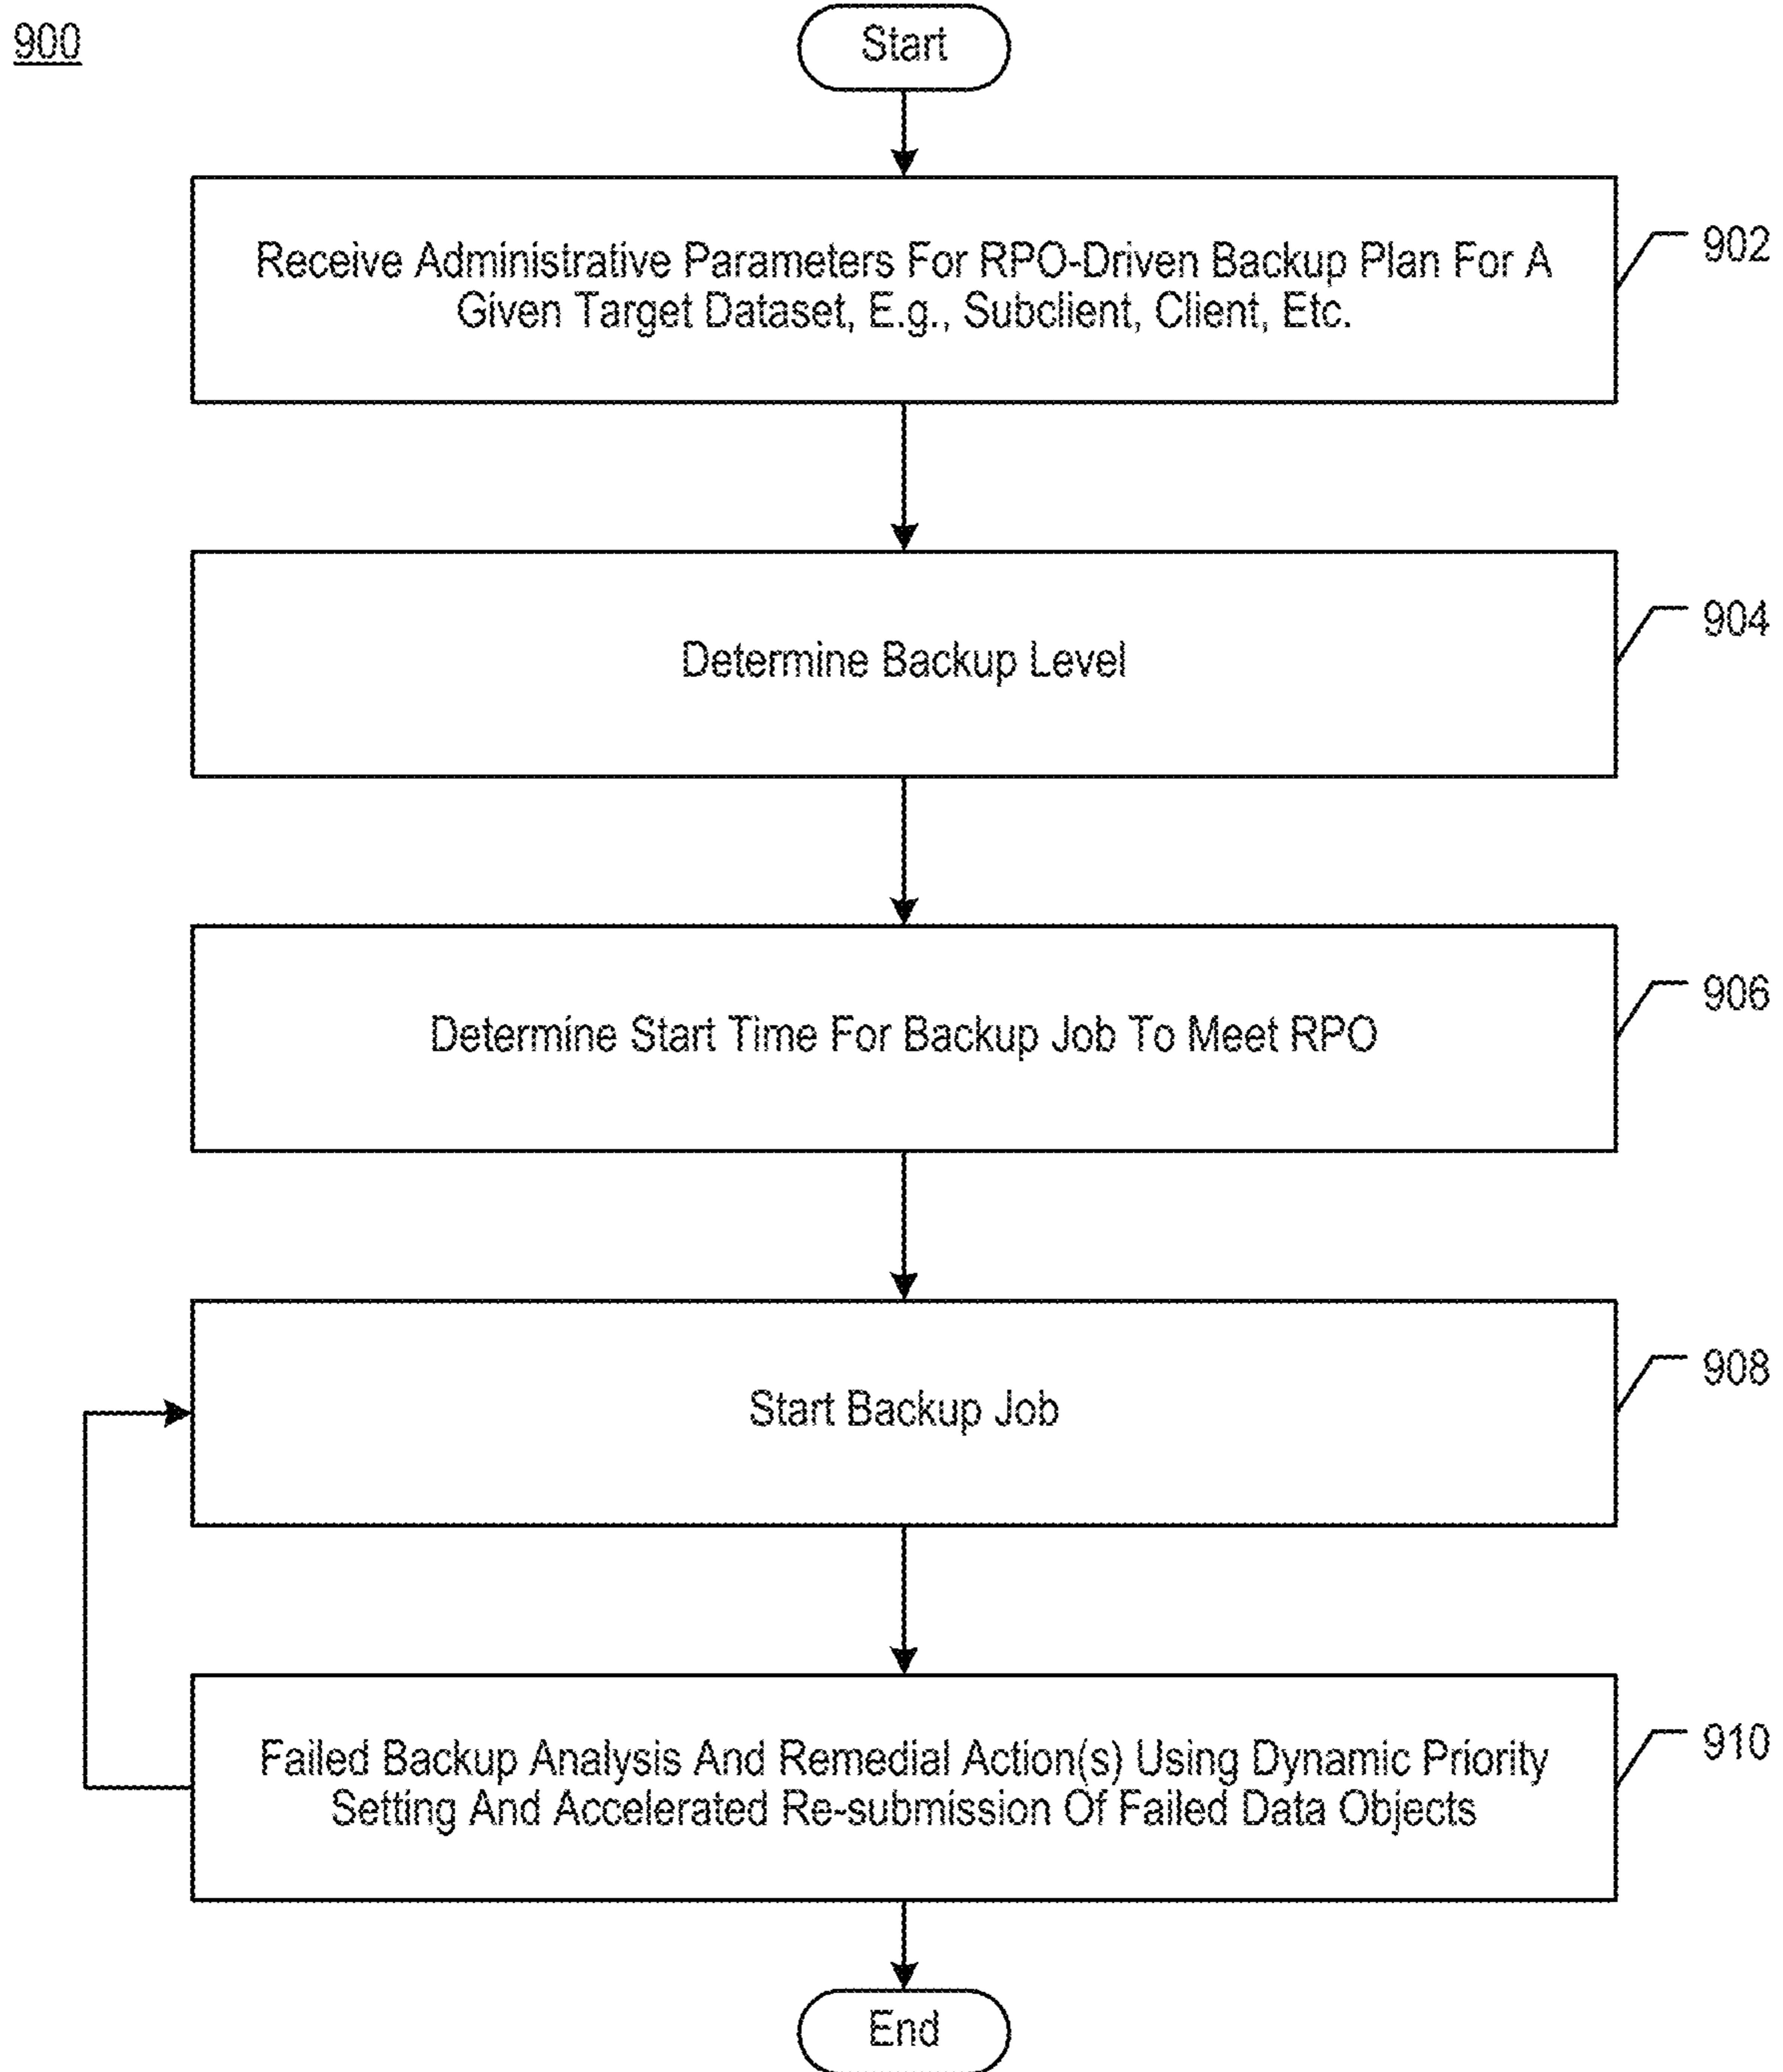 900
Start
Receive Administrative Parameters For RPO-Driven Backup Plan For A
Given Target Dataset, E.g., Subclient, Client, Etc.
902
Determine Backup Level
904
Determine Start Time For Backup Job To Meet RPO
906
Start Backup Job
908
Failed Backup Analysis And Remedial Action(s) Using Dynamic Priority
Setting And Accelerated Re-submission Of Failed Data Objects
910
End